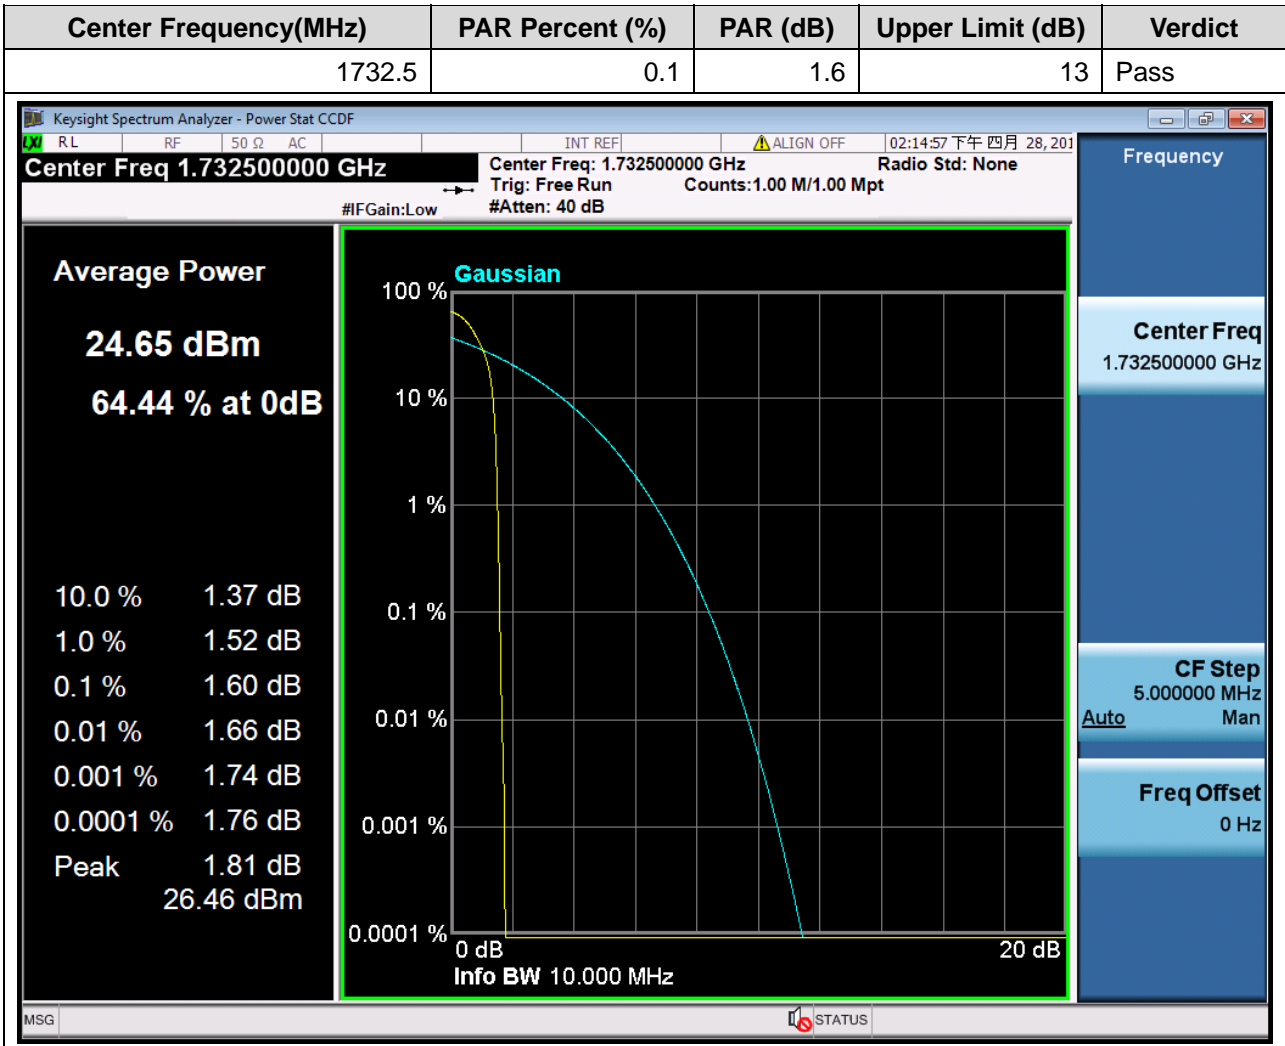 Center Frequency(MHz) PAR Percent (%) PAR (dB) Upper Limit (dB) Verdict
1732.5 0.1 1.6 13 Pass
Keysight Spectrum Analyzer - Power Stat CCDF
LXI RL RF 50 Ω AC INT REF ALIGN OFF 02:14:57 下午 四月 28, 201
Center Freq 1.732500000 GHz
Center Freq: 1.732500000 GHz Radio Std: None
Trig: Free Run Counts:1.00 M/1.00 Mpt
#IFGain:Low #Atten: 40 dB
Average Power
24.65 dBm
64.44 % at 0dB
10.0 % 1.37 dB
1.0 % 1.52 dB
0.1 % 1.60 dB
0.01 % 1.66 dB
0.001 % 1.74 dB
0.0001 % 1.76 dB
Peak 1.81 dB
26.46 dBm
Gaussian
100 %
10 %
1 %
0.1 %
0.01 %
0.001 %
0.0001 %
0 dB 20 dB
Info BW 10.000 MHz
Frequency
Center Freq
1.732500000 GHz
CF Step
5.000000 MHz
Auto Man
Freq Offset
0 Hz
MSG STATUS